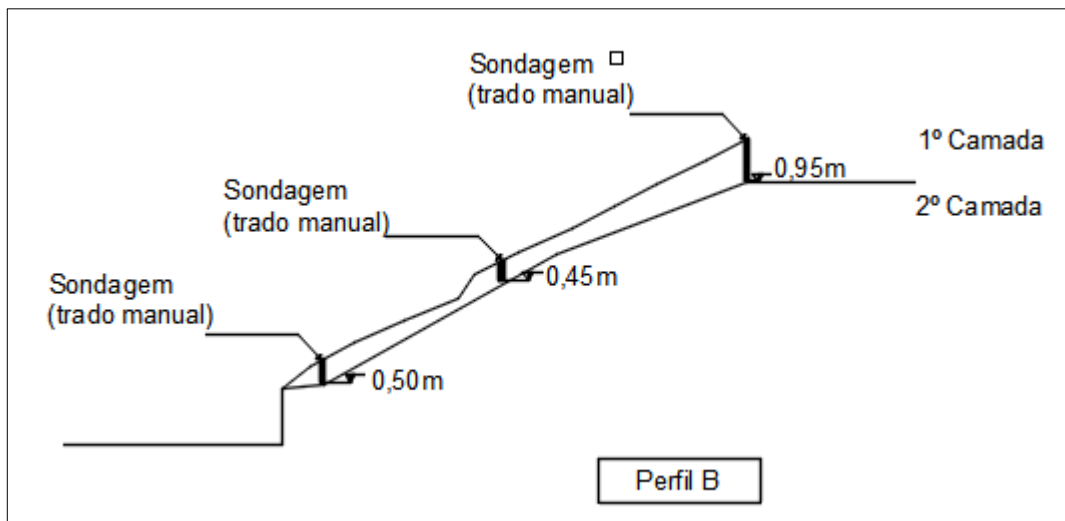 Sondagem
(trado manual)
1º Camada
0,95m
2º Camada
Sondagem
(trado manual)
0,45m
Sondagem
(trado manual)
0,50m
Perfil B